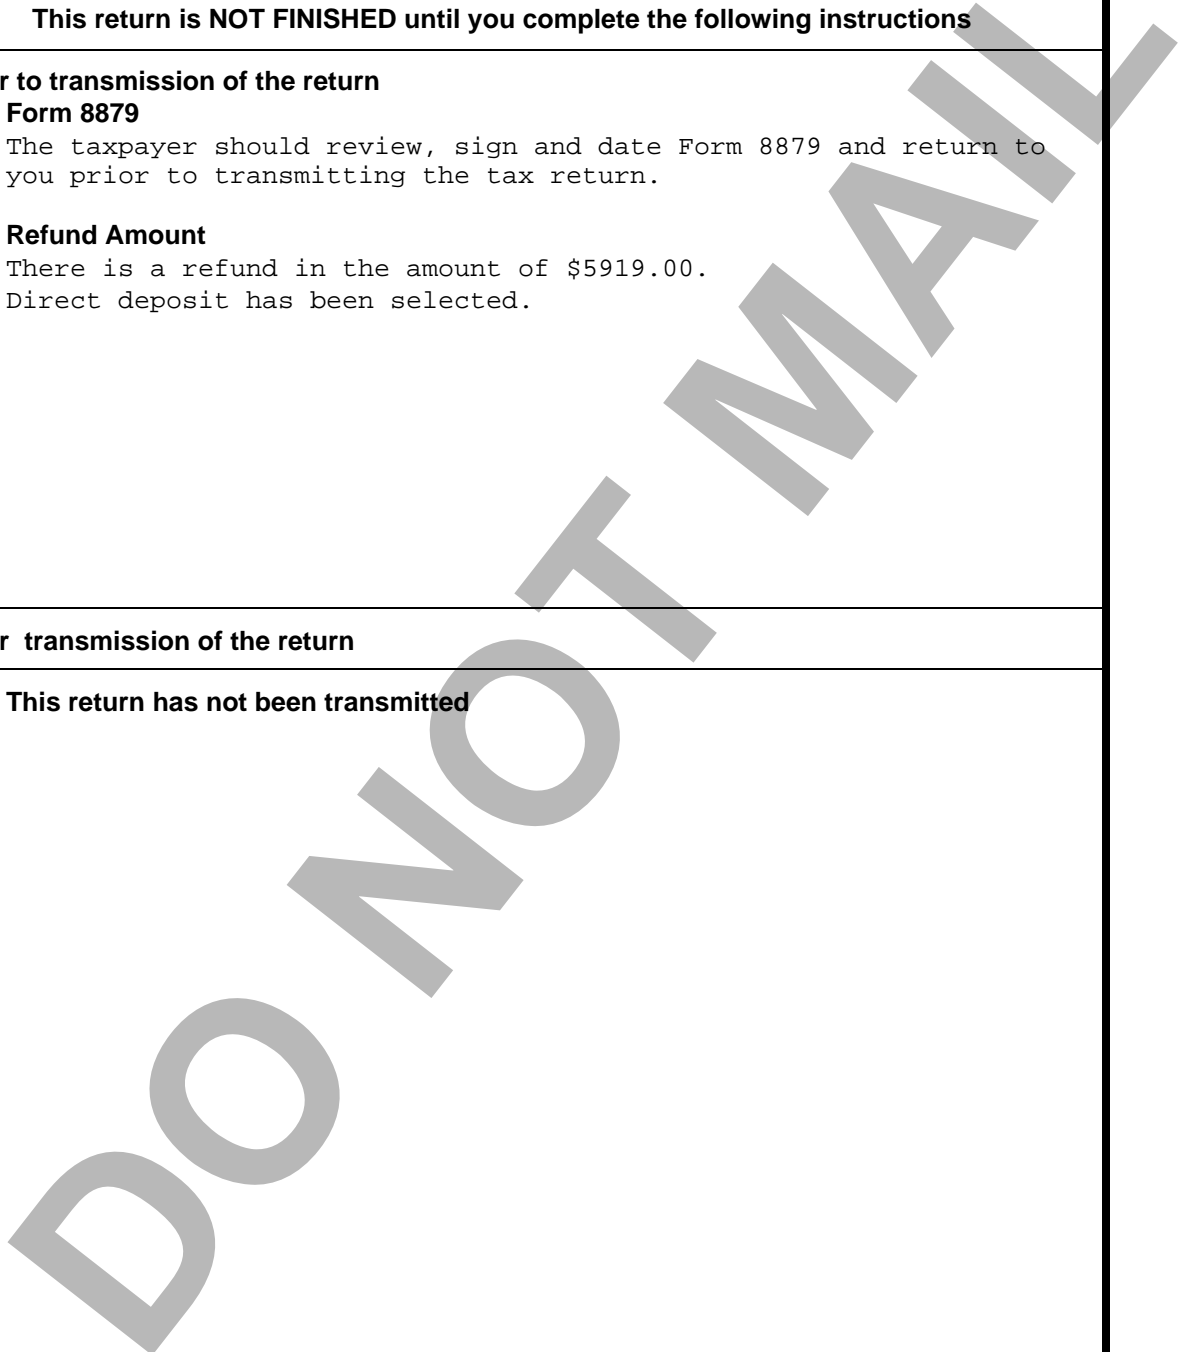 This return is NOT FINISHED until you complete the following instructions
r to transmission of the return
Form 8879
The taxpayer should review, sign and date Form 8879 and return to
you prior to transmitting the tax return.
Refund Amount
There is a refund in the amount of $5919.00.
Direct deposit has been selected.
r transmission of the return
This return has not been transmitted
DO NOT MAIL